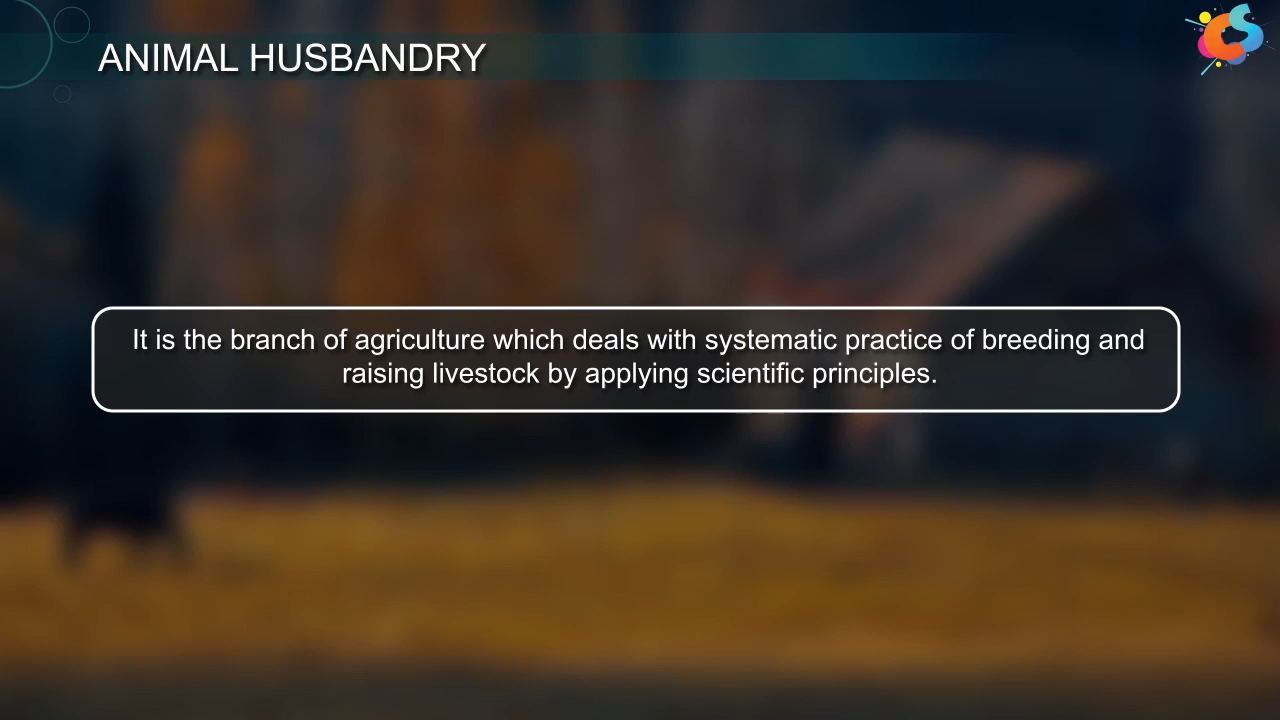 ANIMAL HUSBANDRY
It is the branch of agriculture which deals with systematic practice of breeding and
raising livestock by applying scientific principles.
CS